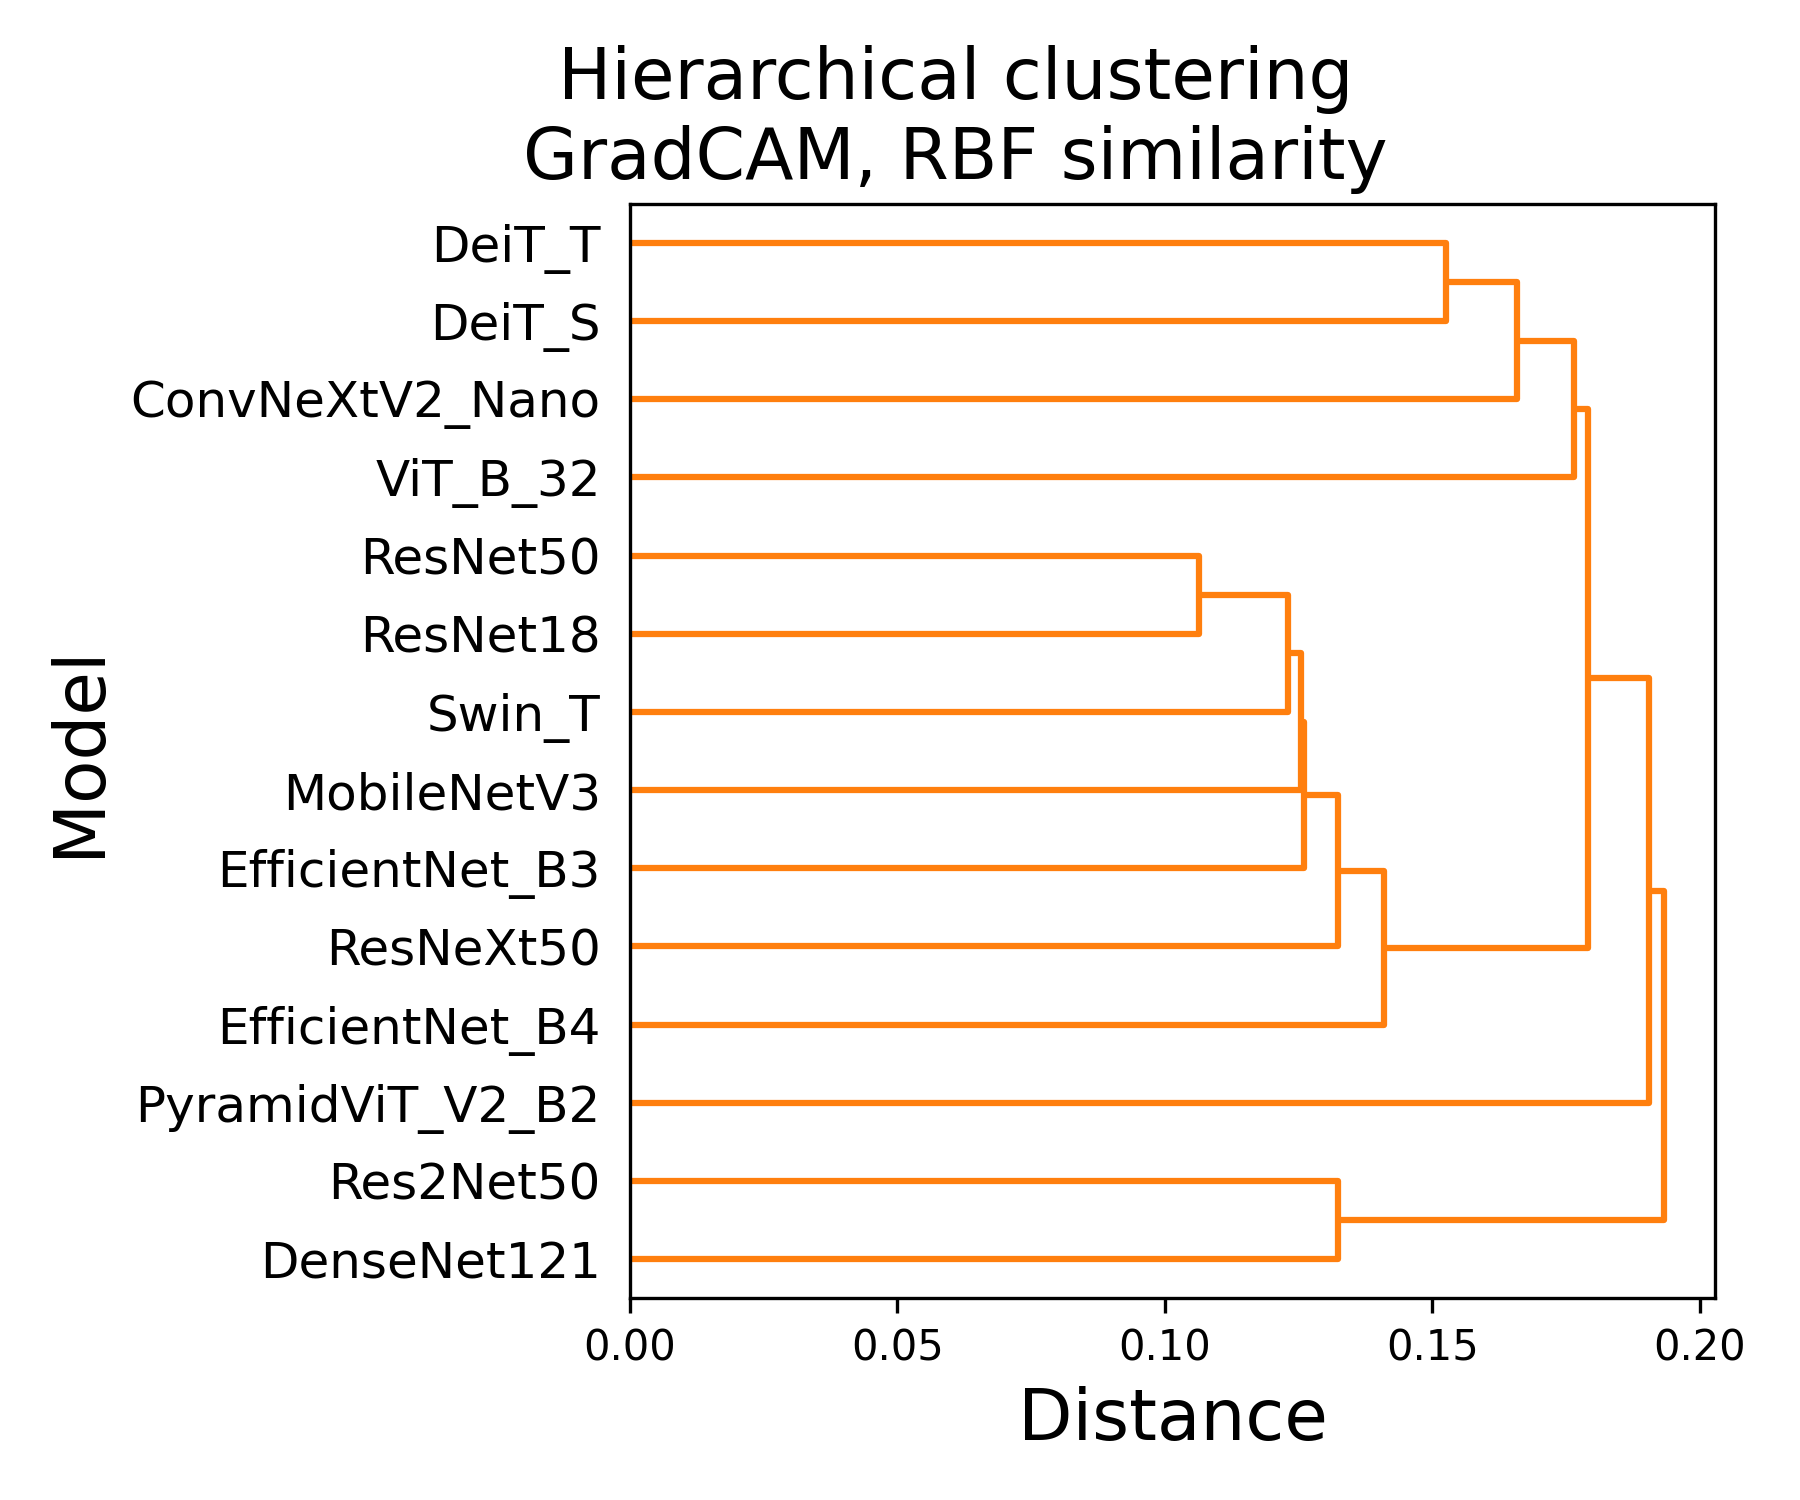 Hierarchical clustering
GradCAM, RBF similarity
DeiT_T
DeiT_S
ConvNeXtV2_Nano
ViT_B_32
ResNet50
ResNet18
Swin_T
MobileNetV3
EfficientNet_B3
ResNeXt50
EfficientNet_B4
PyramidViT_V2_B2
Res2Net50
DenseNet121
Model
0.00 0.05 0.10 0.15 0.20
Distance